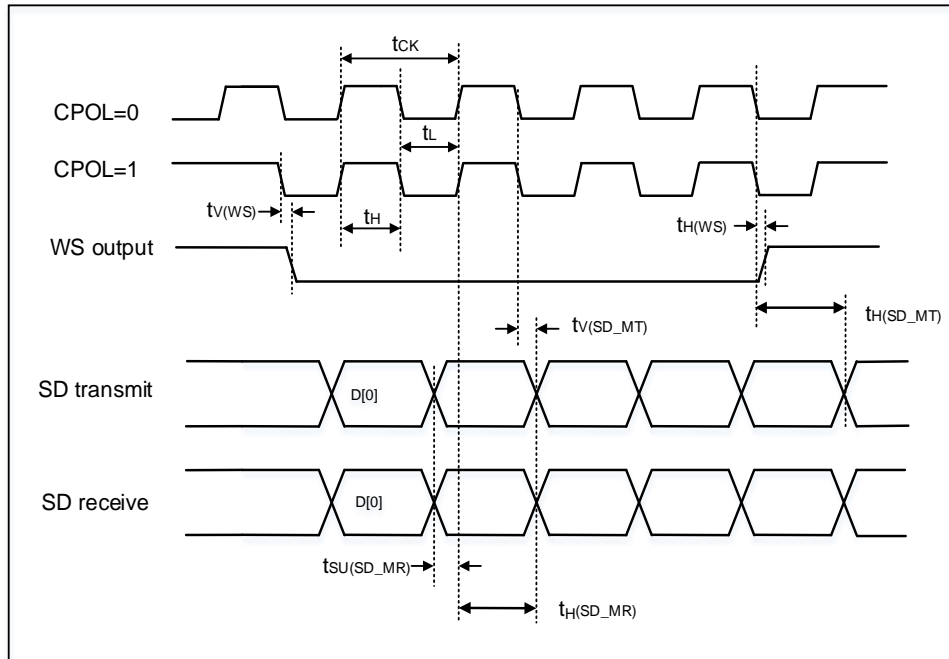 tCK
CPOL=0
tL
CPOL=1
tV(WS)
tH
tH(WS)
WS output
tV(SD_MT)
tH(SD_MT)
SD transmit
D[0]
SD receive
D[0]
tSU(SD_MR)
tH(SD_MR)